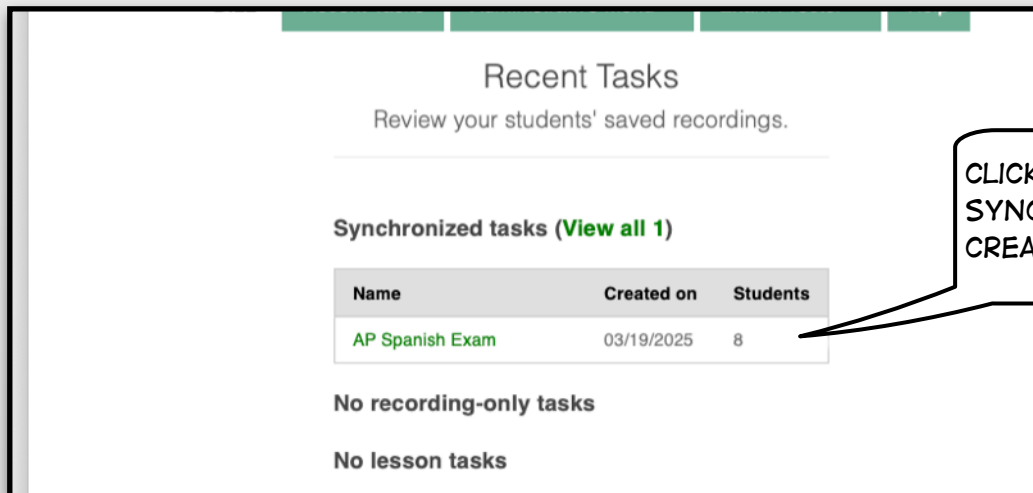 Recent Tasks
Review your students' saved recordings.
Synchronized tasks (View all 1)
Name Created on Students
AP Spanish Exam 03/19/2025 8
No recording-only tasks
No lesson tasks